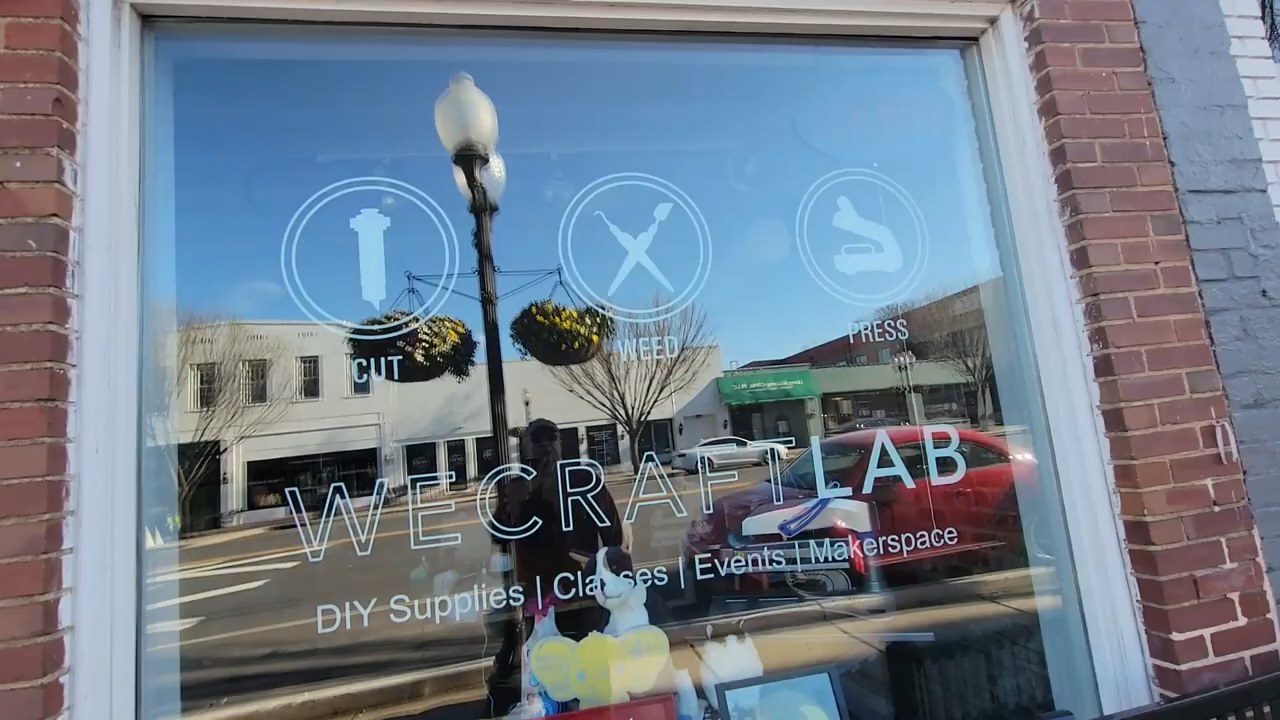 CUT
WEED
PRESS
WECRAFTLAB
DIY Supplies | Classes | Events | Makerspace